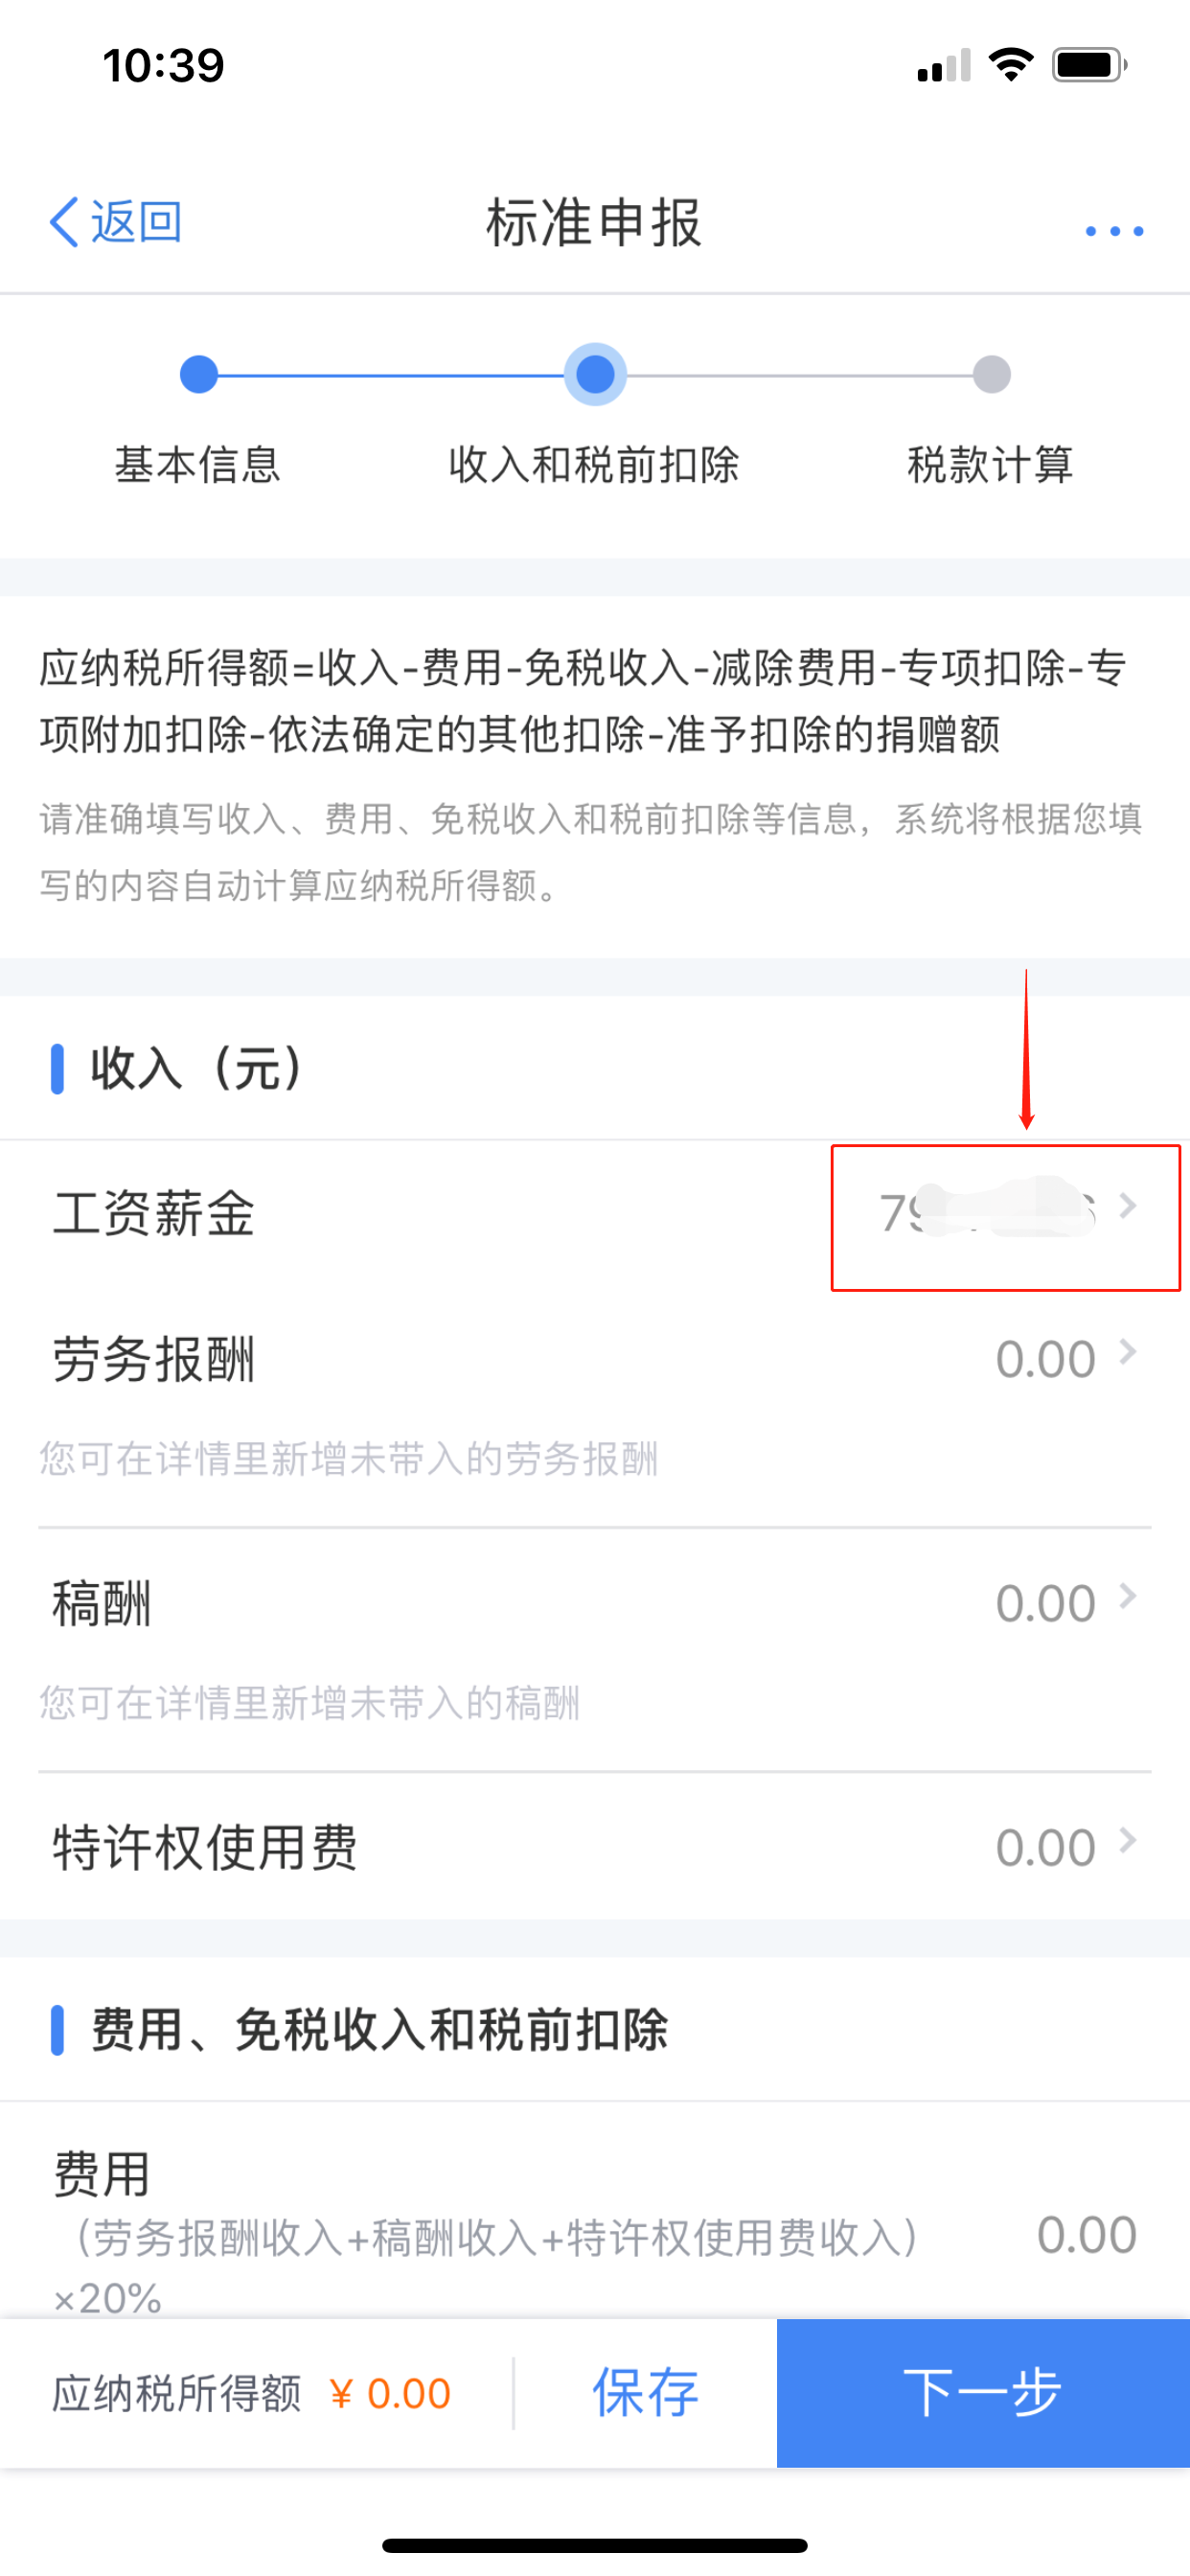 10:39
返回
标准申报
基本信息
收入和税前扣除
税款计算
应纳税所得额=收入-费用-免税收入-减除费用-专项扣除-专
项附加扣除-依法确定的其他扣除-准予扣除的捐赠额
请准确填写收入、费用、免税收入和税前扣除等信息，系统将根据您填
写的内容自动计算应纳税所得额。
收入（元）
工资薪金
劳务报酬 0.00
您可在详情里新增未带入的劳务报酬
稿酬 0.00
您可在详情里新增未带入的稿酬
特许权使用费 0.00
费用、免税收入和税前扣除
费用
（劳务报酬收入+稿酬收入+特许权使用费收入） 0.00
×20%
应纳税所得额 ¥ 0.00 保存 下一步